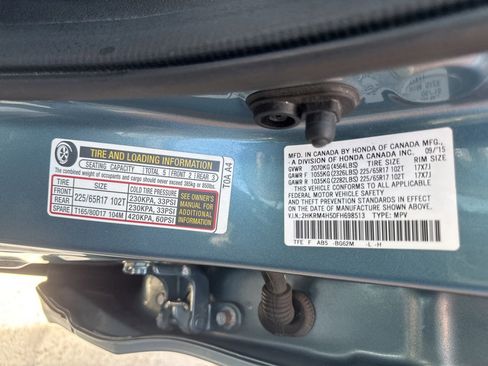 TIRE AND LOADING INFORMATION
SEATING CAPACITY TOTAL 5 FRONT 2 REAR 3
The combined weight of occupants and cargo should never exceed 385kg or 850lbs.
TIRE SIZE COLD TIRE PRESSURE
FRONT 225/65R17 102T 230KPA, 33PSI
REAR 230KPA, 33PSI
SPARE T165/80D17 104M 420KPA, 60PSI
SEE OWNER'S MANUAL FOR ADDITIONAL INFORMATION
T0A A4
MFD. IN CANADA BY HONDA OF CANADA MFG.,
A DIVISION OF HONDA CANADA INC. 09/15
GVWR 2070KG (4564LBS) TIRE SIZE RIM SIZE
GAWR F 1055KG (2326LBS) 225/65R17 102T 17X7J
GAWR R 1035KG (2282LBS) 225/65R17 102T 17X7J
THIS VEHICLE CONFORMS TO ALL APPLICABLE
FEDERAL MOTOR VEHICLE SAFETY
AND THEFT PREVENTION STANDARDS IN EFFECT
ON THE DATE OF MANUFACTURE SHOWN ABOVE.
V.I.N.:2HKRM4H50FH698513 TYPE: MPV
TFE F AB5 -BG62M -L -H